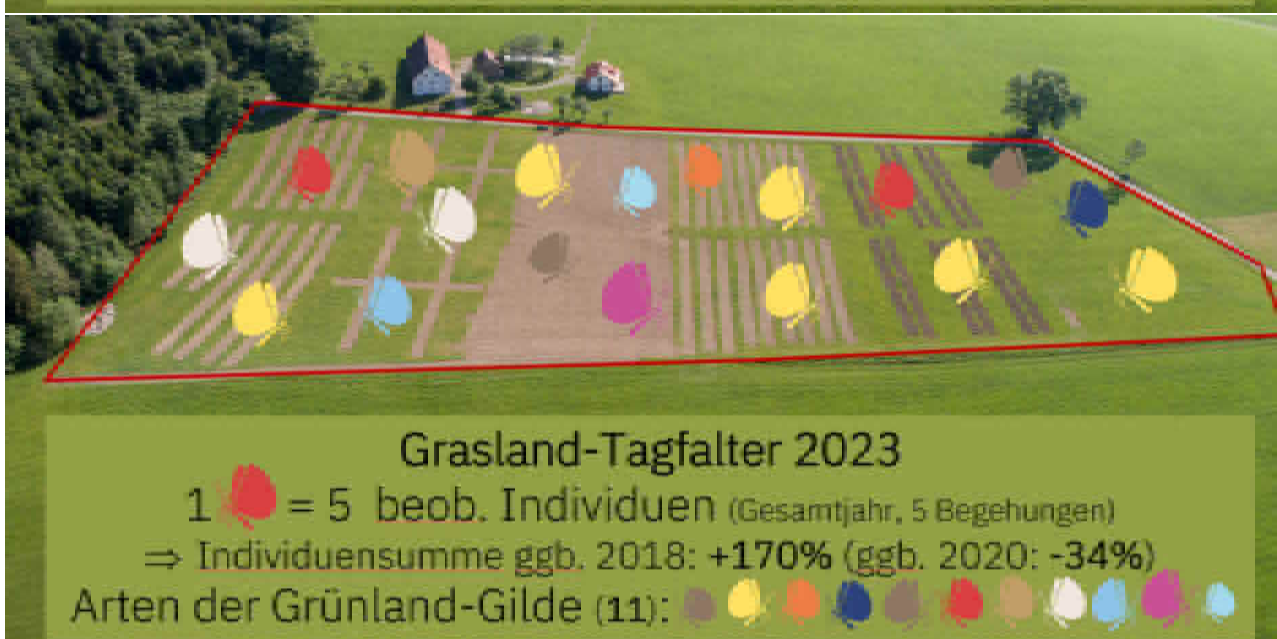 Grasland-Tagfalter 2023
1 = 5 beob. Individuen (Gesamtjahr, 5 Begehungen)
⇒ Individuensumme ggb. 2018: +170% (ggb. 2020: -34%)
Arten der Grünland-Gilde (11):